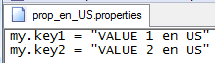 prop_en_US.properties
my.key1 = "VALUE 1 en US"
my.key2 = "VALUE 2 en US"